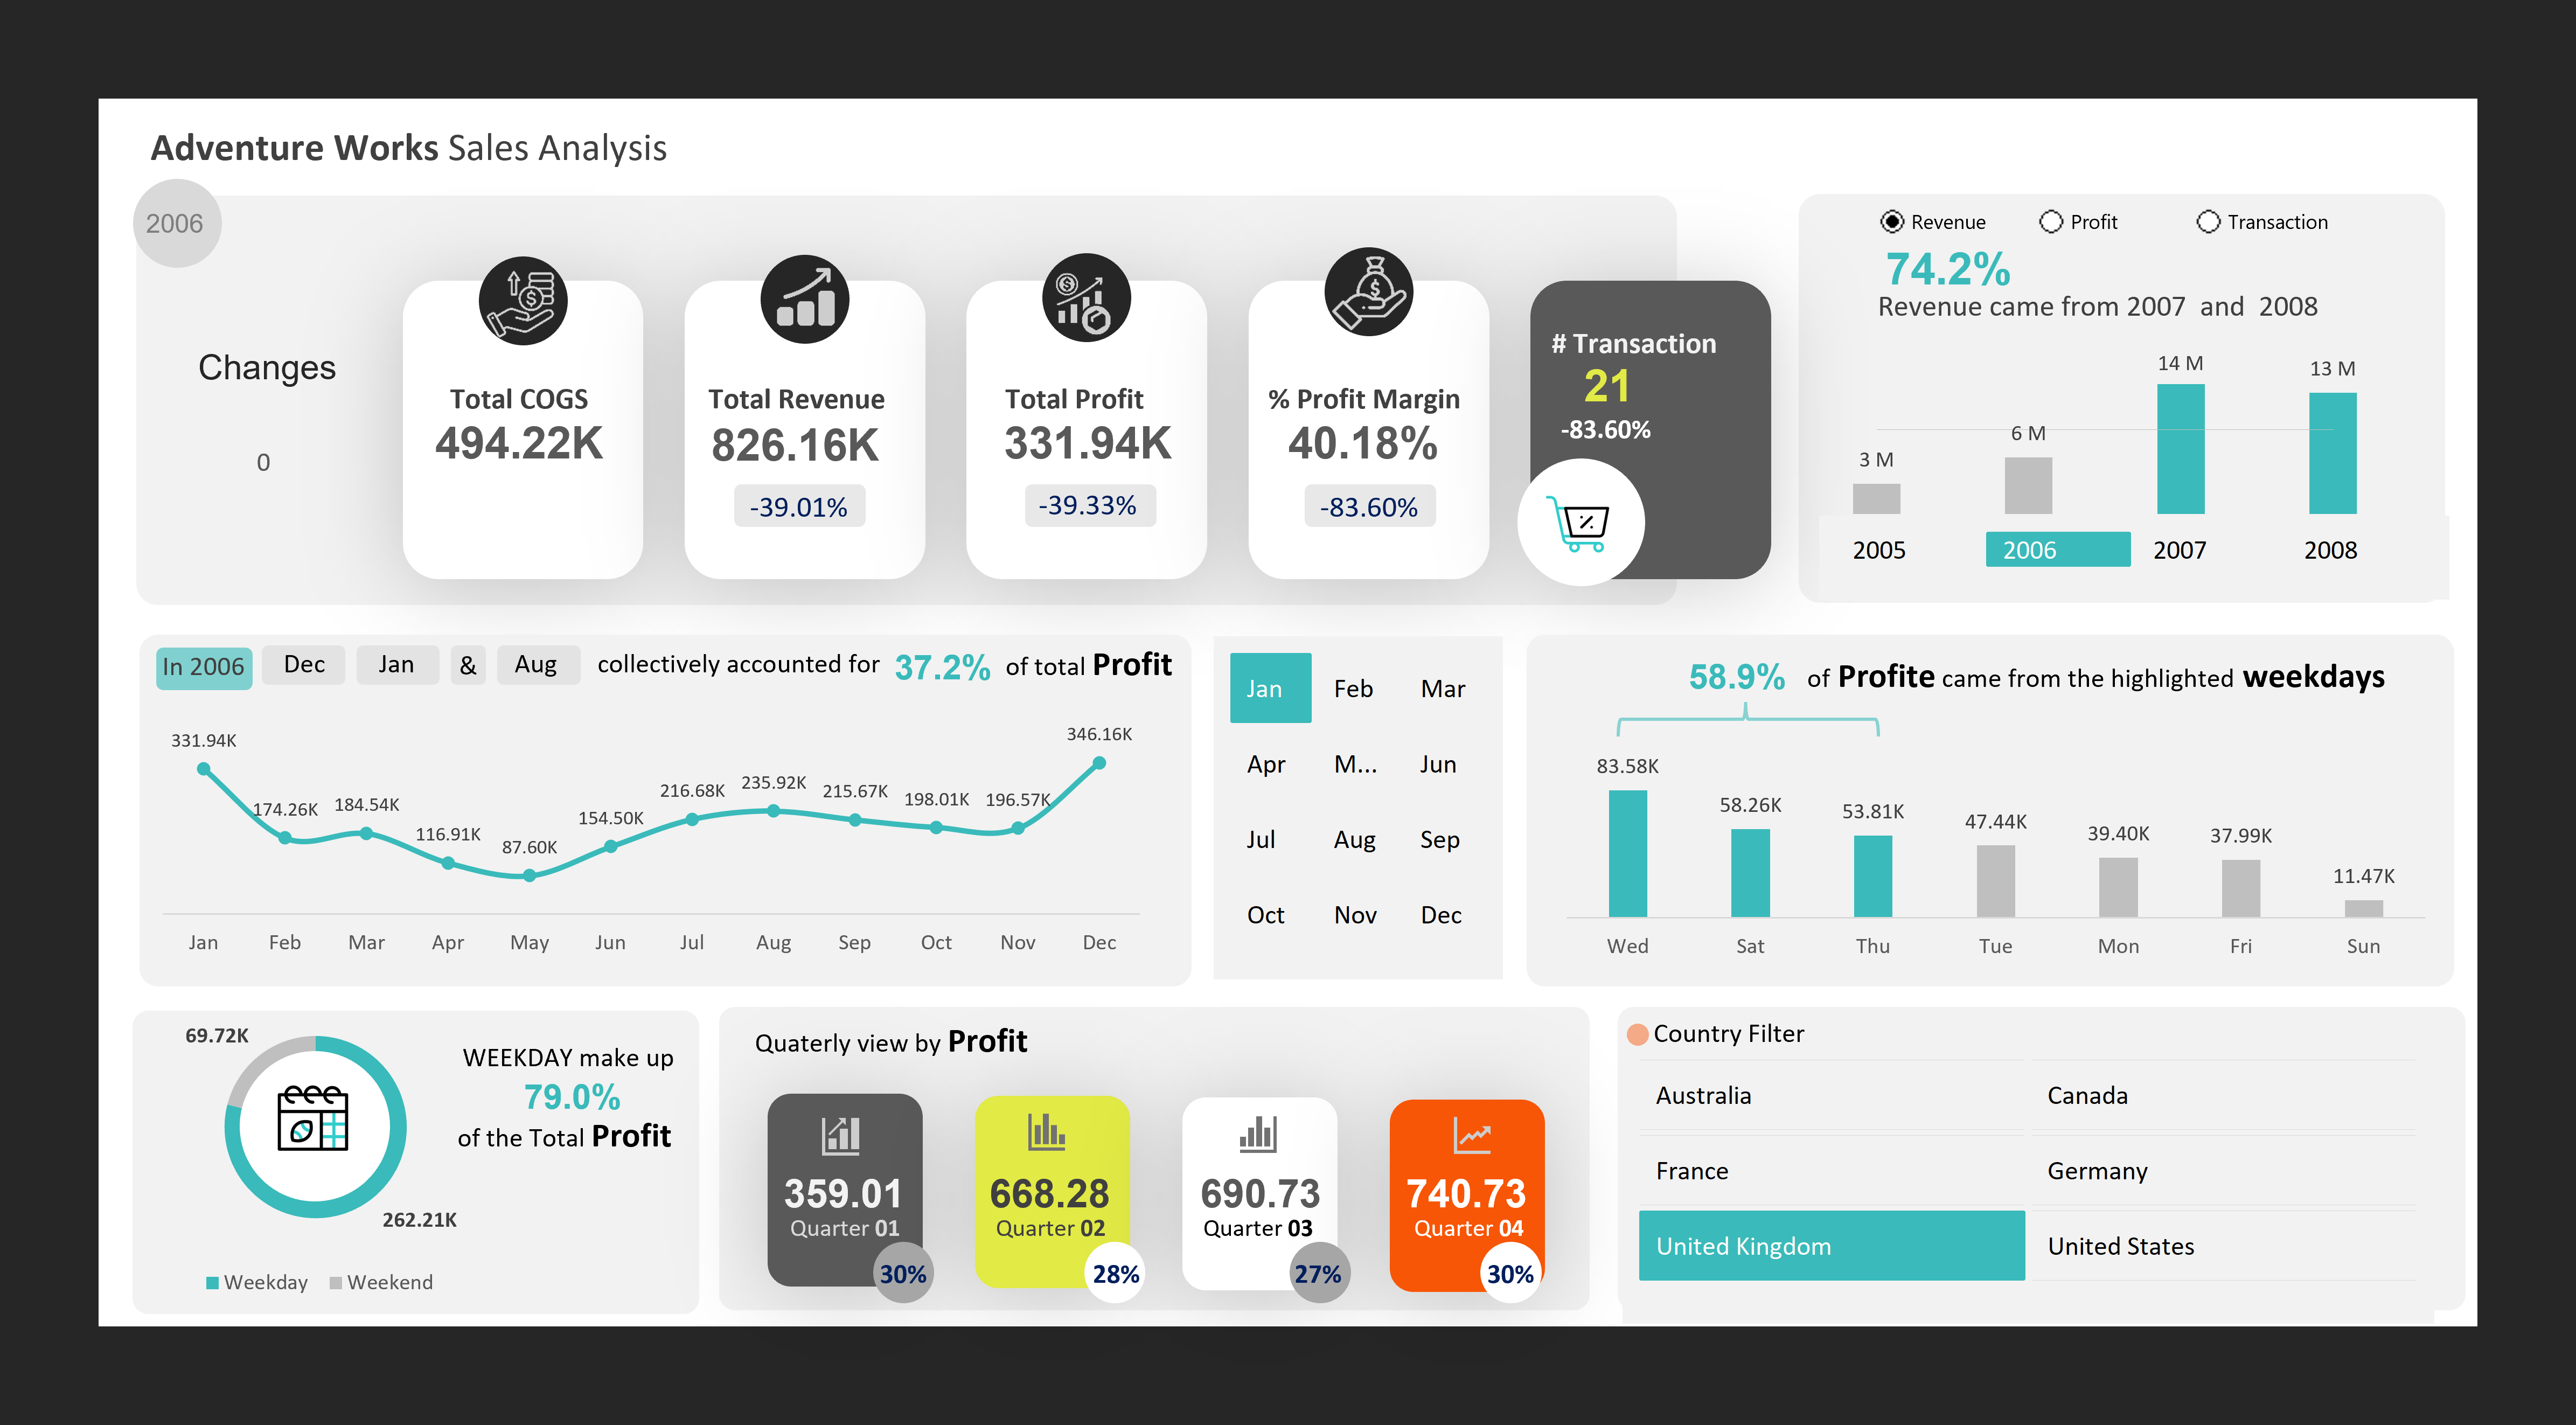 Adventure Works Sales Analysis
2006
Changes
0
Total COGS
494.22K
Total Revenue
826.16K
-39.01%
Total Profit
331.94K
-39.33%
% Profit Margin
40.18%
-83.60%
# Transaction
21
-83.60%
Revenue Profit Transaction
74.2%
Revenue came from 2007 and 2008
14 M
13 M
6 M
3 M
2005 2006 2007 2008
In 2006 Dec Jan & Aug collectively accounted for 37.2% of total Profit
331.94K 174.26K 184.54K 116.91K 87.60K 154.50K 216.68K 235.92K 215.67K 198.01K 196.57K 346.16K
Jan Feb Mar Apr May Jun Jul Aug Sep Oct Nov Dec
Jan Feb Mar
Apr M... Jun
Jul Aug Sep
Oct Nov Dec
58.9% of Profite came from the highlighted weekdays
83.58K 58.26K 53.81K 47.44K 39.40K 37.99K 11.47K
Wed Sat Thu Tue Mon Fri Sun
69.72K
WEEKDAY make up
79.0%
of the Total Profit
262.21K
Weekday Weekend
Quaterly view by Profit
359.01
Quarter 01
30%
668.28
Quarter 02
28%
690.73
Quarter 03
27%
740.73
Quarter 04
30%
Country Filter
Australia Canada
France Germany
United Kingdom United States